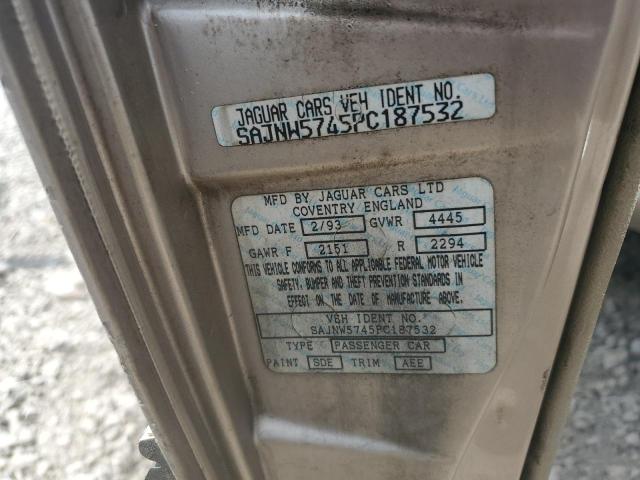 JAGUAR CARS VEH IDENT NO.
SAJNW5745PC187532
MFD BY JAGUAR CARS LTD
COVENTRY ENGLAND
MFD DATE 2/93 GVWR 4445
GAWR F 2151 R 2294
THIS VEHICLE CONFORMS TO ALL APPLICABLE FEDERAL MOTOR VEHICLE
SAFETY, BUMPER AND THEFT PREVENTION STANDARDS IN
EFFECT ON THE DATE OF MANUFACTURE ABOVE.
VEH IDENT NO.
SAJNW5745PC187532
TYPE PASSENGER CAR
PAINT SDE TRIM AEE